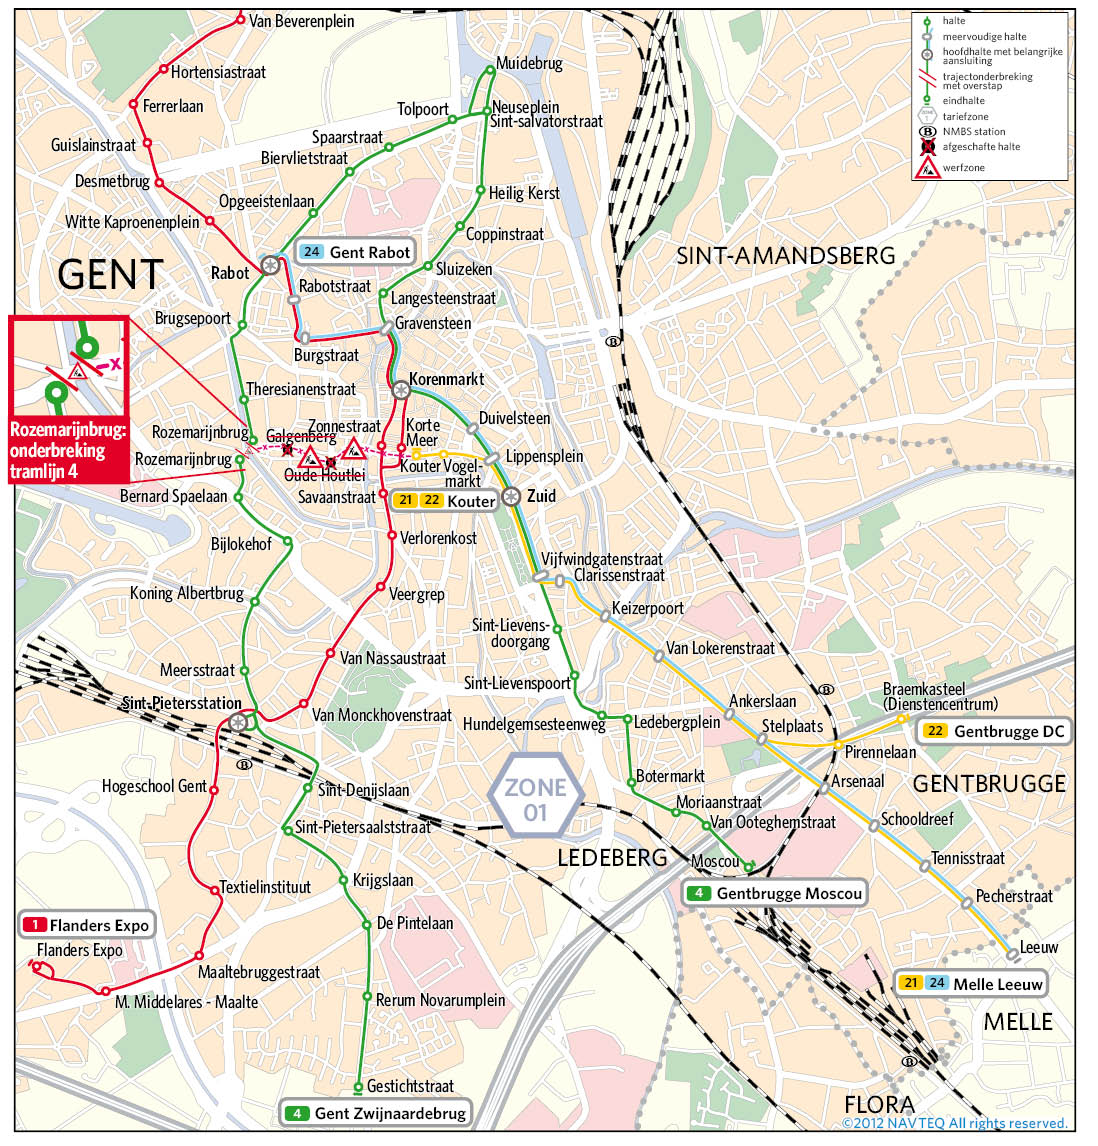 Van Beverenplein
Hortensiastraat
Ferrerlaan
Guislainstraat
Desmetbrug
Witte Kaproenenplein
Muidebrug
Tolpoort
Neuseplein
Sint-salvatorstraat
Spaarstraat
Biervlietstraat
Opgeeistenlaan
Heilig Kerst
Coppinstraat
Sluizeken
Langesteenstraat
Gravensteen
halte
meervoudige halte
hoofdhalte met belangrijke
aansluiting
trajectonderbreking
met overstap
eindhalte
ZONE
1
tariefzone
B
NMBS station
afgeschafte halte
werfzone
SINT-AMANDSBERG
GENT
24 Gent Rabot
Rabot
Rabotstraat
Brugsepoort
Burgstraat
B
Theresianenstraat
Korenmarkt
X
Rozemarijnbrug:
onderbreking
tramlijn 4
Rozemarijnbrug
Galgenberg
Zonnestraat
Korte
Meer
Duivelsteen
Rozemarijnbrug
Oude Houtlei
Kouter
Vogel-
markt
Lippensplein
Bernard Spaelaan
Savaanstraat
21 22 Kouter
Zuid
Bijlokehof
Verlorenkost
Vijfwindgatenstraat
Clarissenstraat
Koning Albertbrug
Veergrep
Keizerpoort
Sint-Lievens-
doorgang
Van Lokerenstraat
Meersstraat
Van Nassaustraat
Sint-Lievenspoort
Sint-Pietersstation
Van Monckhovenstraat
Hundelgemsesteenweg
Ledebergplein
Ankerslaan
Stelplaats
B
Braemkasteel
(Dienstencentrum)
22 Gentbrugge DC
Pirennelaan
B
Hogeschool Gent
Sint-Denijslaan
ZONE
01
Botermarkt
Arsenaal
GENTBRUGGE
Moriaanstraat
Van Ooteghemstraat
Schooldreef
Sint-Pietersaalststraat
LEDEBERG
Moscou
Tennisstraat
Textielinstituut
Krijgslaan
4 Gentbrugge Moscou
Pecherstraat
1 Flanders Expo
De Pintelaan
Flanders Expo
Leeuw
Maaltebruggestraat
21 24 Melle Leeuw
M. Middelares - Maalte
Rerum Novarumplein
MELLE
B
Gestichtstraat
4 Gent Zwijnaardebrug
FLORA
©2012 NAVTEQ All rights reserved.